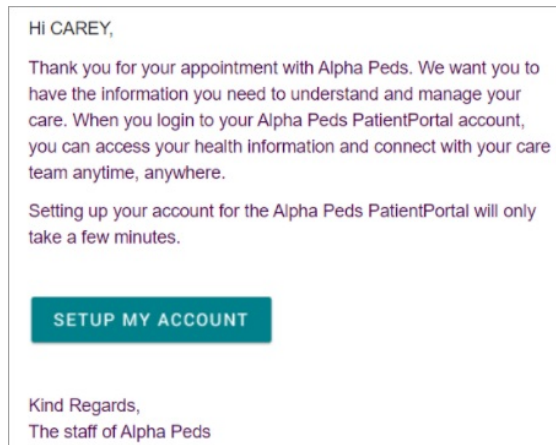 Hi CAREY,
Thank you for your appointment with Alpha Peds. We want you to
have the information you need to understand and manage your
care. When you login to your Alpha Peds PatientPortal account,
you can access your health information and connect with your care
team anytime, anywhere.
Setting up your account for the Alpha Peds PatientPortal will only
take a few minutes.
SETUP MY ACCOUNT
Kind Regards,
The staff of Alpha Peds